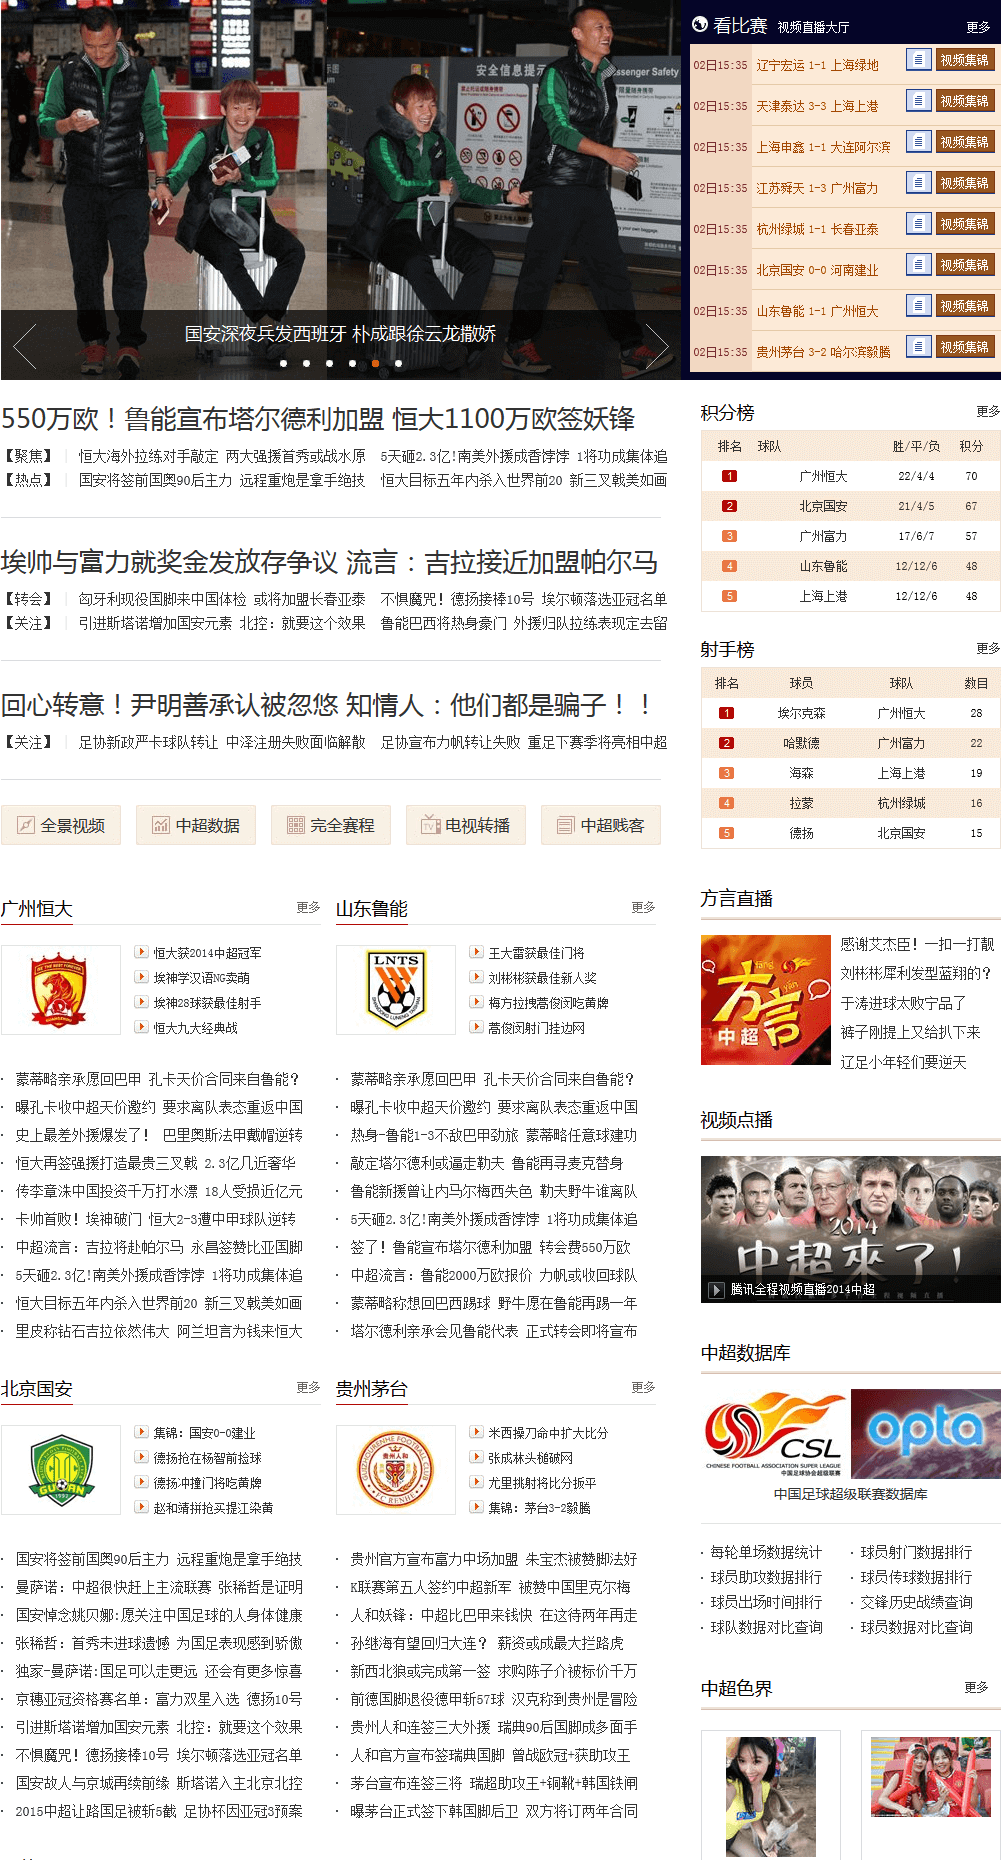 安全信息提示
Passenger Safety
国安深夜兵发西班牙 朴成跟徐云龙撒娇
看比赛 视频直播大厅 更多
02日15:35 辽宁宏运 1-1 上海绿地 视频集锦
02日15:35 天津泰达 3-3 上海上港 视频集锦
02日15:35 上海申鑫 1-1 大连阿尔滨 视频集锦
02日15:35 江苏舜天 1-3 广州富力 视频集锦
02日15:35 杭州绿城 1-1 长春亚泰 视频集锦
02日15:35 北京国安 0-0 河南建业 视频集锦
02日15:35 山东鲁能 1-1 广州恒大 视频集锦
02日15:35 贵州茅台 3-2 哈尔滨毅腾 视频集锦
550万欧！鲁能宣布塔尔德利加盟 恒大1100万欧签妖锋
【聚焦】 恒大海外拉练对手敲定 两大强援首秀或战水原 5天砸2.3亿!南美外援成香饽饽 1将功成集体追
【热点】 国安将签前国奥90后主力 远程重炮是拿手绝技 恒大目标五年内杀入世界前20 新三叉戟美如画
埃帅与富力就奖金发放存争议 流言：吉拉接近加盟帕尔马
【转会】 匈牙利现役国脚来中国体检 或将加盟长春亚泰 不惧魔咒！德扬接棒10号 埃尔顿落选亚冠名单
【关注】 引进斯塔诺增加国安元素 北控：就要这个效果 鲁能巴西将热身豪门 外援归队拉练表现定去留
回心转意！尹明善承认被忽悠 知情人：他们都是骗子！！
【关注】 足协新政严卡球队转让 中泽注册失败面临解散 足协宣布力帆转让失败 重足下赛季将亮相中超
全景视频 中超数据 完全赛程 电视转播 中超贱客
积分榜 更多
排名 球队 胜/平/负 积分
1 广州恒大 22/4/4 70
2 北京国安 21/4/5 67
3 广州富力 17/6/7 57
4 山东鲁能 12/12/6 48
5 上海上港 12/12/6 48
射手榜 更多
排名 球员 球队 数目
1 埃尔克森 广州恒大 28
2 哈默德 广州富力 22
3 海森 上海上港 19
4 拉蒙 杭州绿城 16
5 德扬 北京国安 15
广州恒大 更多
恒大获2014中超冠军
埃神学汉语NG卖萌
埃神28球获最佳射手
恒大九大经典战
蒙蒂略亲承愿回巴甲 孔卡天价合同来自鲁能？
曝孔卡收中超天价邀约 要求离队表态重返中国
史上最差外援爆发了！ 巴里奥斯法甲戴帽逆转
恒大再签强援打造最贵三叉戟 2.3亿几近奢华
传李章洙中国投资千万打水漂 18人受损近亿元
卡帅首败！埃神破门 恒大2-3遭中甲球队逆转
中超流言：吉拉将赴帕尔马 永昌签赞比亚国脚
5天砸2.3亿!南美外援成香饽饽 1将功成集体追
恒大目标五年内杀入世界前20 新三叉戟美如画
里皮称钻石吉拉依然伟大 阿兰坦言为钱来恒大
山东鲁能 更多
LNTS
王大雷获最佳门将
刘彬彬获最佳新人奖
梅方拉拽蒿俊闵吃黄牌
蒿俊闵射门挂边网
蒙蒂略亲承愿回巴甲 孔卡天价合同来自鲁能？
曝孔卡收中超天价邀约 要求离队表态重返中国
热身-鲁能1-3不敌巴甲劲旅 蒙蒂略任意球建功
敲定塔尔德利或逼走勒夫 鲁能再寻麦克替身
鲁能新援曾让内马尔梅西失色 勒夫野牛谁离队
5天砸2.3亿!南美外援成香饽饽 1将功成集体追
签了！鲁能宣布塔尔德利加盟 转会费550万欧
中超流言：鲁能2000万欧报价 力帆或收回球队
蒙蒂略称想回巴西踢球 野牛愿在鲁能再踢一年
塔尔德利亲承会见鲁能代表 正式转会即将宣布
方言直播
方言
中超
感谢艾杰臣！一扣一打靓
刘彬彬犀利发型蓝翔的？
于涛进球太败宁品了
裤子刚提上又给扒下来
辽足小年轻们要逆天
视频点播
2014
中超来了！
腾讯全程视频直播2014中超
中超数据库
CSL
CHINESE FOOTBALL ASSOCIATION SUPER LEAGUE
中国足球协会超级联赛
opta
中国足球超级联赛数据库
每轮单场数据统计 球员射门数据排行
球员助攻数据排行 球员传球数据排行
球员出场时间排行 交锋历史战绩查询
球队数据对比查询 球员数据对比查询
中超色界 更多
北京国安 更多
GUOAN
集锦：国安0-0建业
德扬抢在杨智前捡球
德扬冲撞门将吃黄牌
赵和靖拼抢买提江染黄
国安将签前国奥90后主力 远程重炮是拿手绝技
曼萨诺：中超很快赶上主流联赛 张稀哲是证明
国安悼念姚贝娜:愿关注中国足球的人身体健康
张稀哲：首秀未进球遗憾 为国足表现感到骄傲
独家-曼萨诺:国足可以走更远 还会有更多惊喜
京穗亚冠资格赛名单：富力双星入选 德扬10号
引进斯塔诺增加国安元素 北控：就要这个效果
不惧魔咒！德扬接棒10号 埃尔顿落选亚冠名单
国安故人与京城再续前缘 斯塔诺入主北京北控
2015中超让路国足被斩5截 足协杯因亚冠3预案
贵州茅台 更多
贵州人和
米西操刀命中扩大比分
张成林头槌破网
尤里挑射将比分扳平
集锦：茅台3-2毅腾
贵州官方宣布富力中场加盟 朱宝杰被赞脚法好
K联赛第五人签约中超新军 被赞中国里克尔梅
人和妖锋：中超比巴甲来钱快 在这待两年再走
孙继海有望回归大连？ 薪资或成最大拦路虎
新西北狼或完成第一签 求购陈子介被标价千万
前德国脚退役德甲斩57球 汉克称到贵州是冒险
贵州人和连签三大外援 瑞典90后国脚成多面手
人和官方宣布签瑞典国脚 曾战欧冠+获助攻王
茅台宣布连签三将 瑞超助攻王+铜靴+韩国铁闸
曝茅台正式签下韩国脚后卫 双方将订两年合同